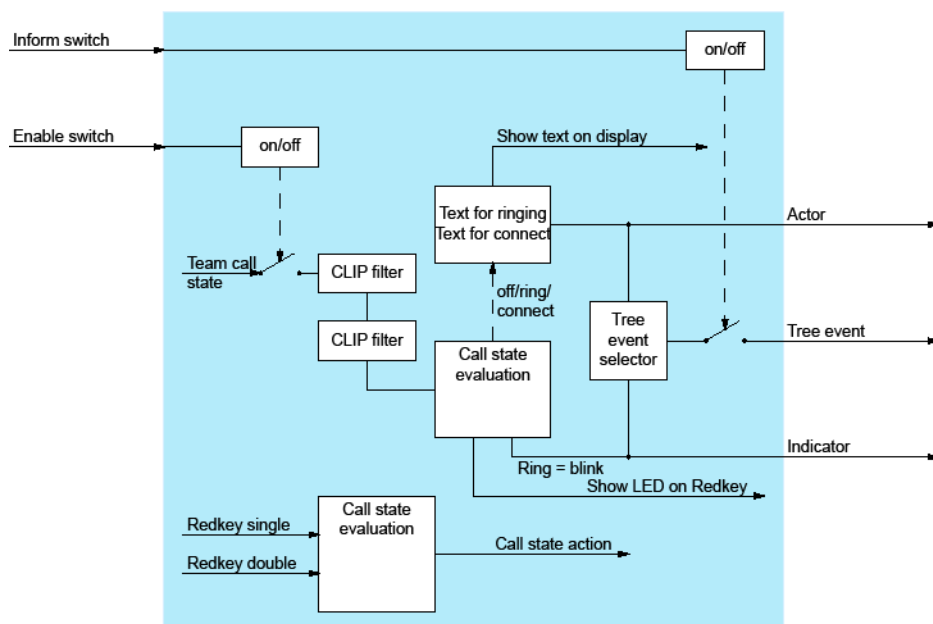 Inform switch
on/off
Enable switch
on/off
Show text on display
Text for ringing
Text for connect
Actor
Team call
state
CLIP filter
off/ring/
connect
CLIP filter
Tree
event
selector
Tree event
Call state
evaluation
Indicator
Ring = blink
Show LED on Redkey
Call state
evaluation
Redkey single
Call state action
Redkey double